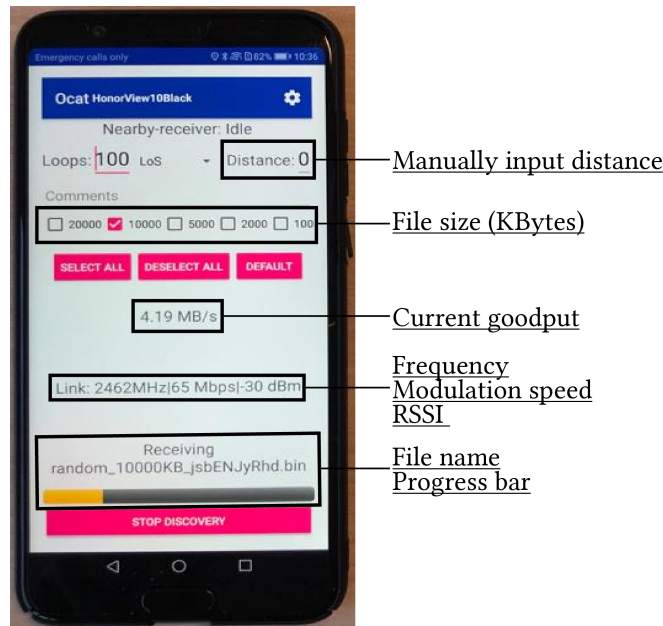 Emergency calls only 82% 10:36
Ocat HonorView10Black
Nearby-receiver: Idle
Loops: 100 LoS Distance: 0
Manually input distance
Comments
20000 10000 5000 2000 100
File size (KBytes)
SELECT ALL DESELECT ALL DEFAULT
4.19 MB/s
Current goodput
Link: 2462MHz|65 Mbps|-30 dBm
Frequency
Modulation speed
RSSI
Receiving
random_10000KB_jsbENJyRhd.bin
File name
Progress bar
STOP DISCOVERY